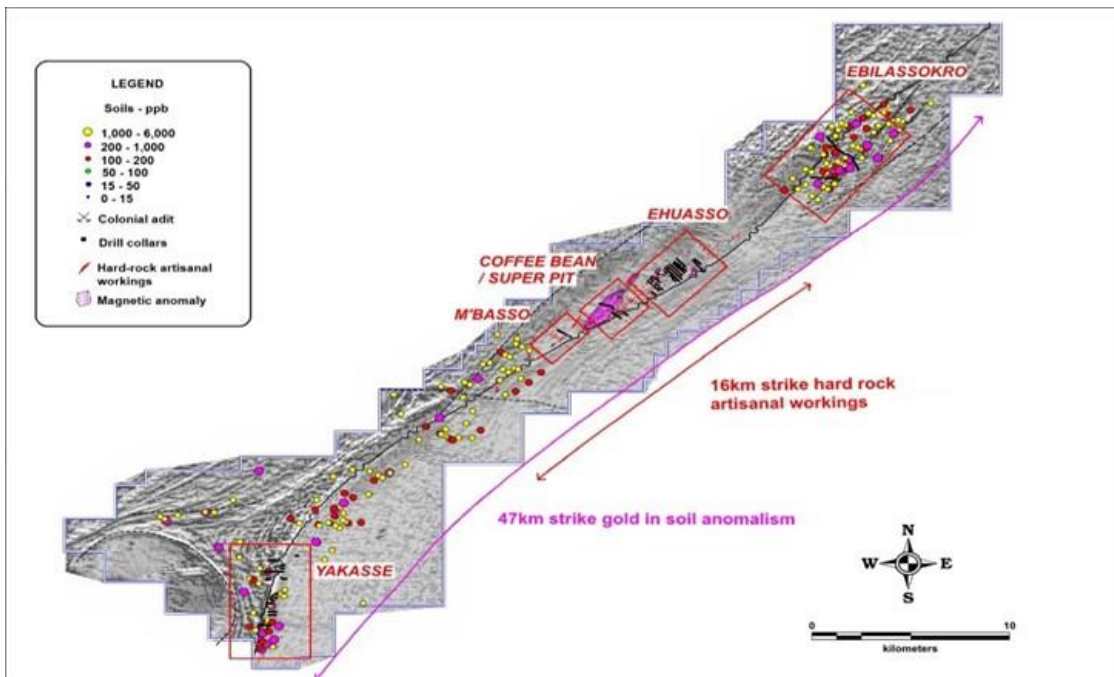 LEGEND
Soils - ppb
1,000 - 6,000
200 - 1,000
100 - 200
50 - 100
15 - 50
0 - 15
Colonial adit
Drill collars
Hard-rock artisanal
workings
Magnetic anomaly
EBILASSOKRO
EHUASSO
COFFEE BEAN
/ SUPER PIT
M'BASSO
16km strike hard rock
artisanal workings
47km strike gold in soil anomalism
YAKASSE
N
W E
S
0 10
kilometers